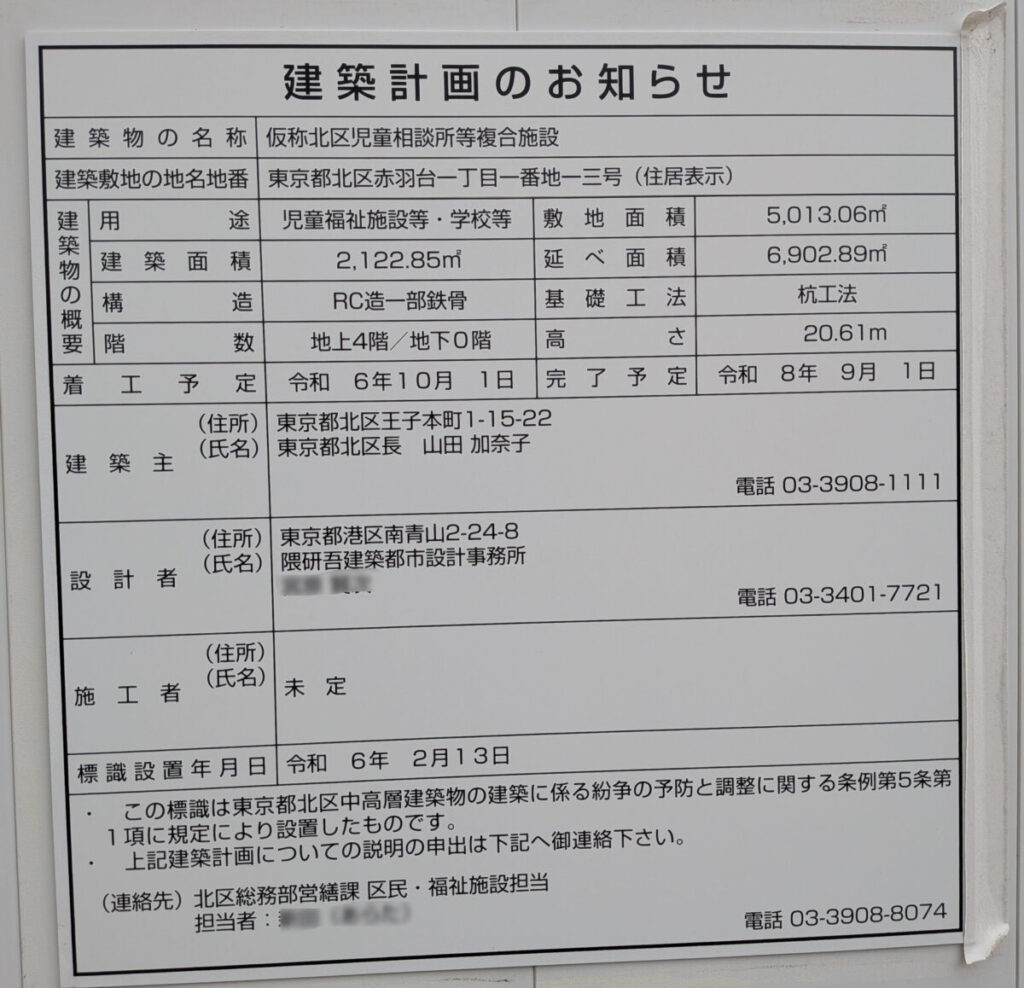 建築計画のお知らせ
建築物の名称 仮称北区児童相談所等複合施設
建築敷地の地名地番 東京都北区赤羽台一丁目一番地一三号（住居表示）
建築物の概要
用途 児童福祉施設等・学校等 敷地面積 5,013.06㎡
建築面積 2,122.85㎡ 延べ面積 6,902.89㎡
構造 RC造一部鉄骨 基礎工法 杭工法
階数 地上4階／地下0階 高さ 20.61m
着工予定 令和 6年10月 1日 完了予定 令和 8年 9月 1日
建築主 （住所） 東京都北区王子本町1-15-22
（氏名） 東京都北区長 山田 加奈子
電話 03-3908-1111
設計者 （住所） 東京都港区南青山2-24-8
（氏名） 隈研吾建築都市設計事務所
電話 03-3401-7721
施工者 （住所）
（氏名） 未定
標識設置年月日 令和 6年 2月13日
・ この標識は東京都北区中高層建築物の建築に係る紛争の予防と調整に関する条例第5条第
1項に規定により設置したものです。
・ 上記建築計画についての説明の申出は下記へ御連絡下さい。
（連絡先）北区総務部営繕課 区民・福祉施設担当
担当者：
電話 03-3908-8074